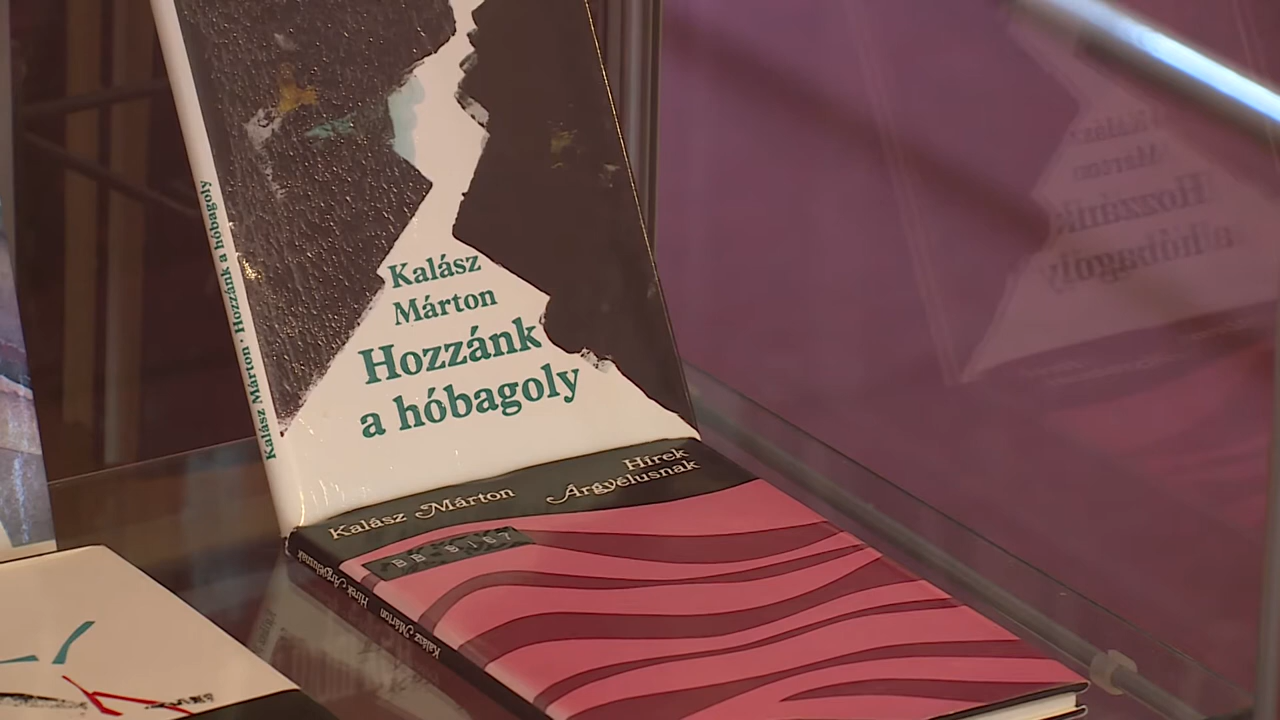 Kalász
Márton
Hozzánk
a hóbagoly
Kalász Márton · Hozzánk a hóbagoly
Kalász Márton
Hírek
Árgyélusnak
Kalász Márton Hírek Árgyélusnak